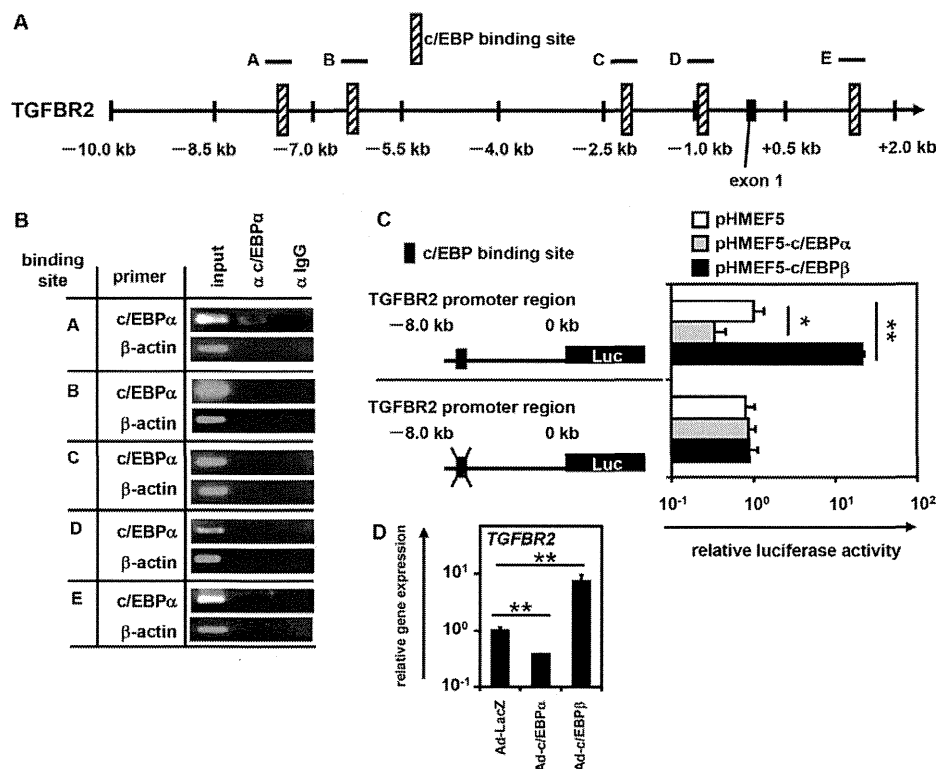 A
c/EBP binding site
A B C D E
TGFBR2
−10.0 kb −8.5 kb −7.0 kb −5.5 kb −4.0 kb −2.5 kb −1.0 kb +0.5 kb +2.0 kb
exon 1
B
binding site
primer
input
α c/EBPα
α IgG
A
c/EBPα
β-actin
B
c/EBPα
β-actin
C
c/EBPα
β-actin
D
c/EBPα
β-actin
E
c/EBPα
β-actin
C
c/EBP binding site
pHMEF5
pHMEF5-c/EBPα
pHMEF5-c/EBPβ
TGFBR2 promoter region
−8.0 kb 0 kb
Luc
TGFBR2 promoter region
−8.0 kb 0 kb
Luc
*
**
10-1 100 101 102
relative luciferase activity
D
TGFBR2
relative gene expression
**
**
101
100
10-1
Ad-LacZ
Ad-c/EBPα
Ad-c/EBPβ